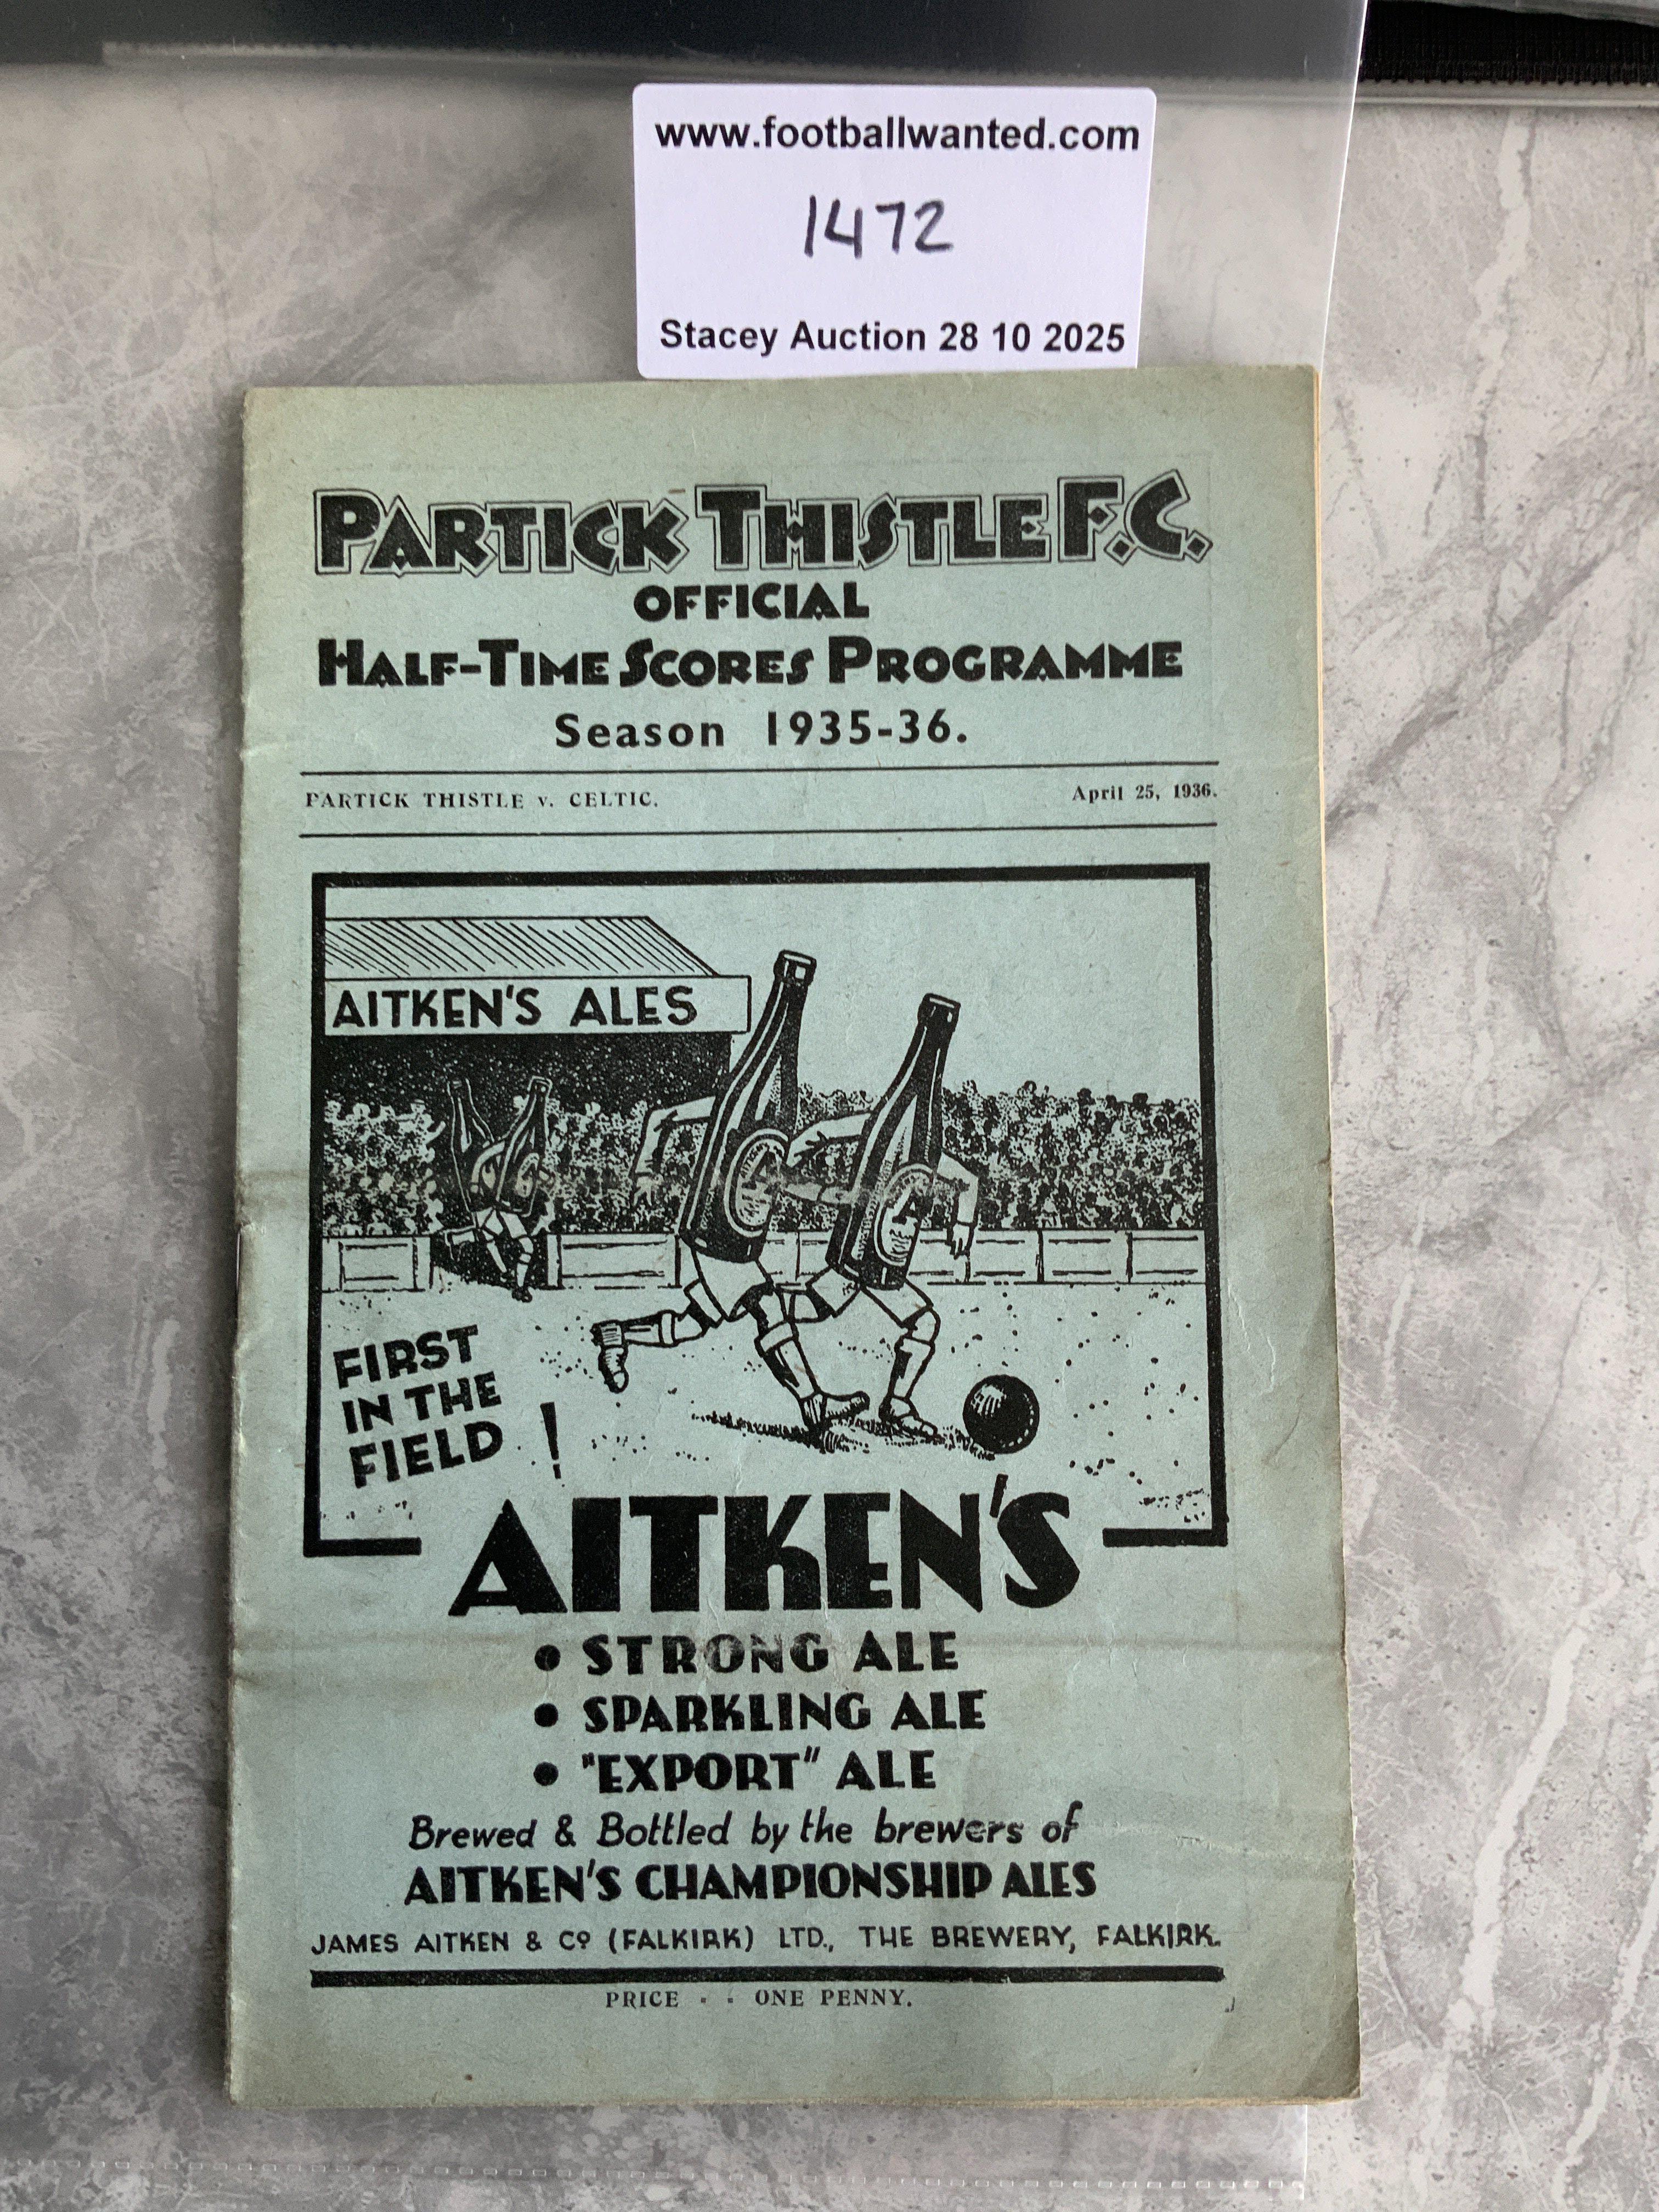 www.footballwanted.com
1472
Stacey Auction 28 10 2025
PARTICK THISTLE F.C.
OFFICIAL
HALF-TIME SCORES PROGRAMME
Season 1935-36.
PARTICK THISTLE v. CELTIC. April 25, 1936.
AITKEN'S ALES
FIRST
IN THE
FIELD !
AITKEN'S
• STRONG ALE
• SPARKLING ALE
• "EXPORT" ALE
Brewed & Bottled by the brewers of
AITKEN'S CHAMPIONSHIP ALES
JAMES AITKEN & Co (FALKIRK) LTD., THE BREWERY, FALKIRK.
PRICE - - ONE PENNY.